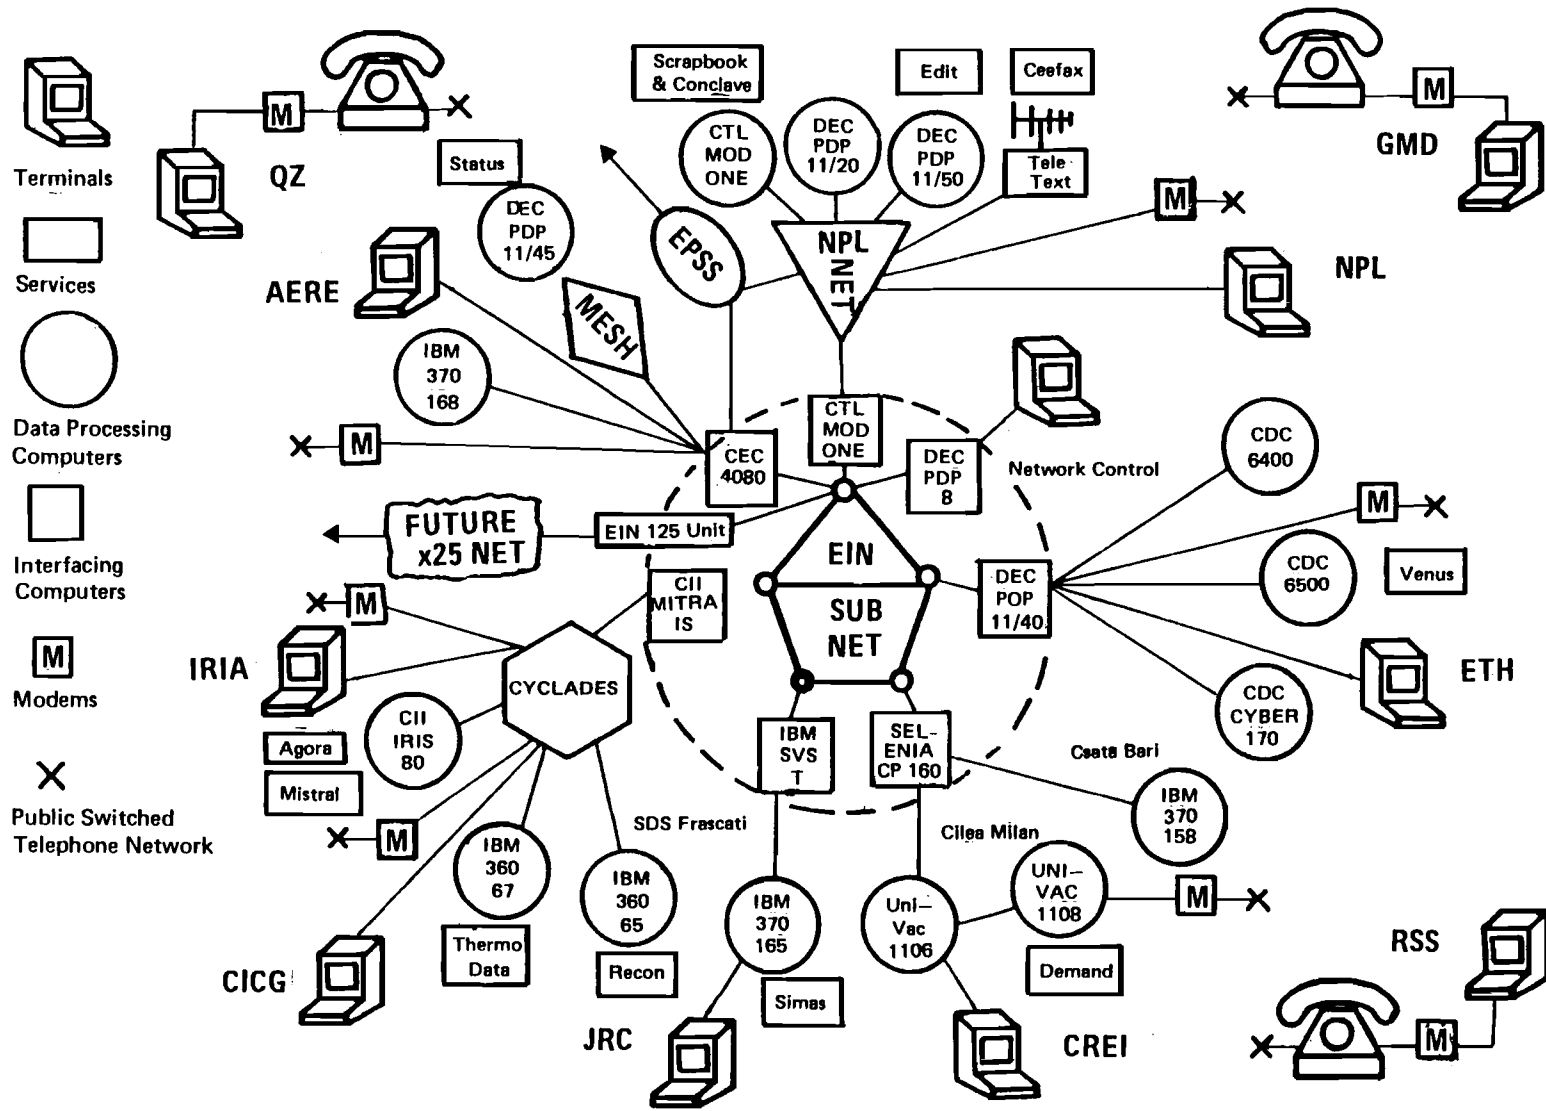 Terminals
Services
Data Processing
Computers
Interfacing
Computers
M
Modems
Public Switched
Telephone Network
M
QZ
Status
DEC
PDP
11/45
AERE
MESH
IBM
370
168
M
EPSS
Scrapbook
& Conclave
Edit
Ceefax
CTL
MOD
ONE
DEC
PDP
11/20
DEC
PDP
11/50
Tele
Text
NPL
NET
M
NPL
M
GMD
CEC
4080
CTL
MOD
ONE
DEC
PDP
8
Network Control
FUTURE
x25 NET
EIN 125 Unit
EIN
SUB
NET
CII
MITRA
IS
DEC
POP
11/40
CDC
6400
M
CDC
6500
Venus
ETH
CDC
CYBER
170
M
IRIA
CYCLADES
CII
IRIS
80
Agora
Mistral
M
IBM
SVS
T
SEL-
ENIA
CP 160
Csata Bari
IBM
370
158
SDS Frascati
Cilea Milan
IBM
360
67
IBM
360
65
IBM
370
165
Uni-
Vac
1106
UNI-
VAC
1108
M
Thermo
Data
Recon
Simas
Demand
CICG
JRC
CREI
RSS
M